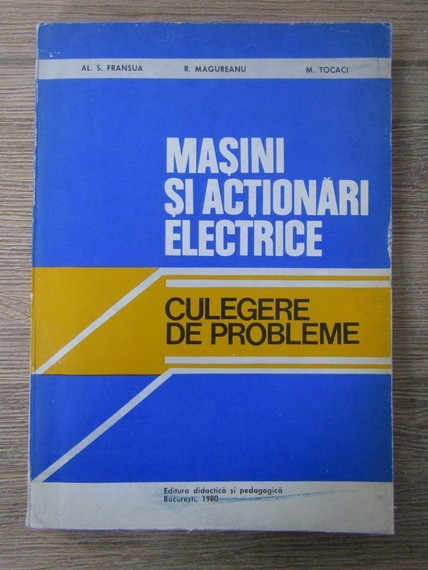 AL. S. FRANSUA R. MAGUREANU M. TOCACI
MAȘINI
ȘI ACȚIONĂRI
ELECTRICE
CULEGERE
DE PROBLEME
Editura didactică și pedagogică
București, 1980